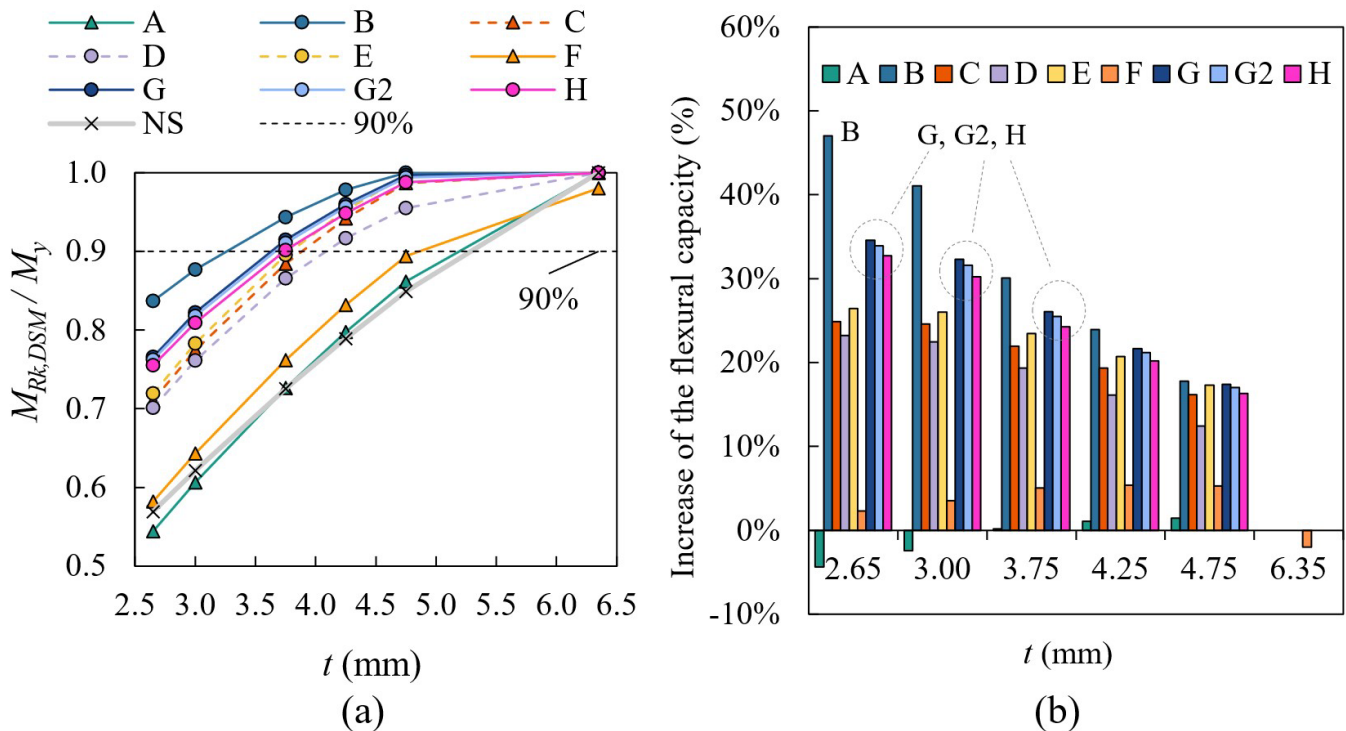 A B C
D E F
G G2 H
NS 90%
M_{Rk,DSM} / M_y
1.0
0.9
0.8
0.7
0.6
0.5
90%
2.5 3.0 3.5 4.0 4.5 5.0 5.5 6.0 6.5
t (mm)
(a)
Increase of the flexural capacity (%)
60%
50%
40%
30%
20%
10%
0%
-10%
A B C D E F G G2 H
B
G, G2, H
2.65 3.00 3.75 4.25 4.75 6.35
t (mm)
(b)